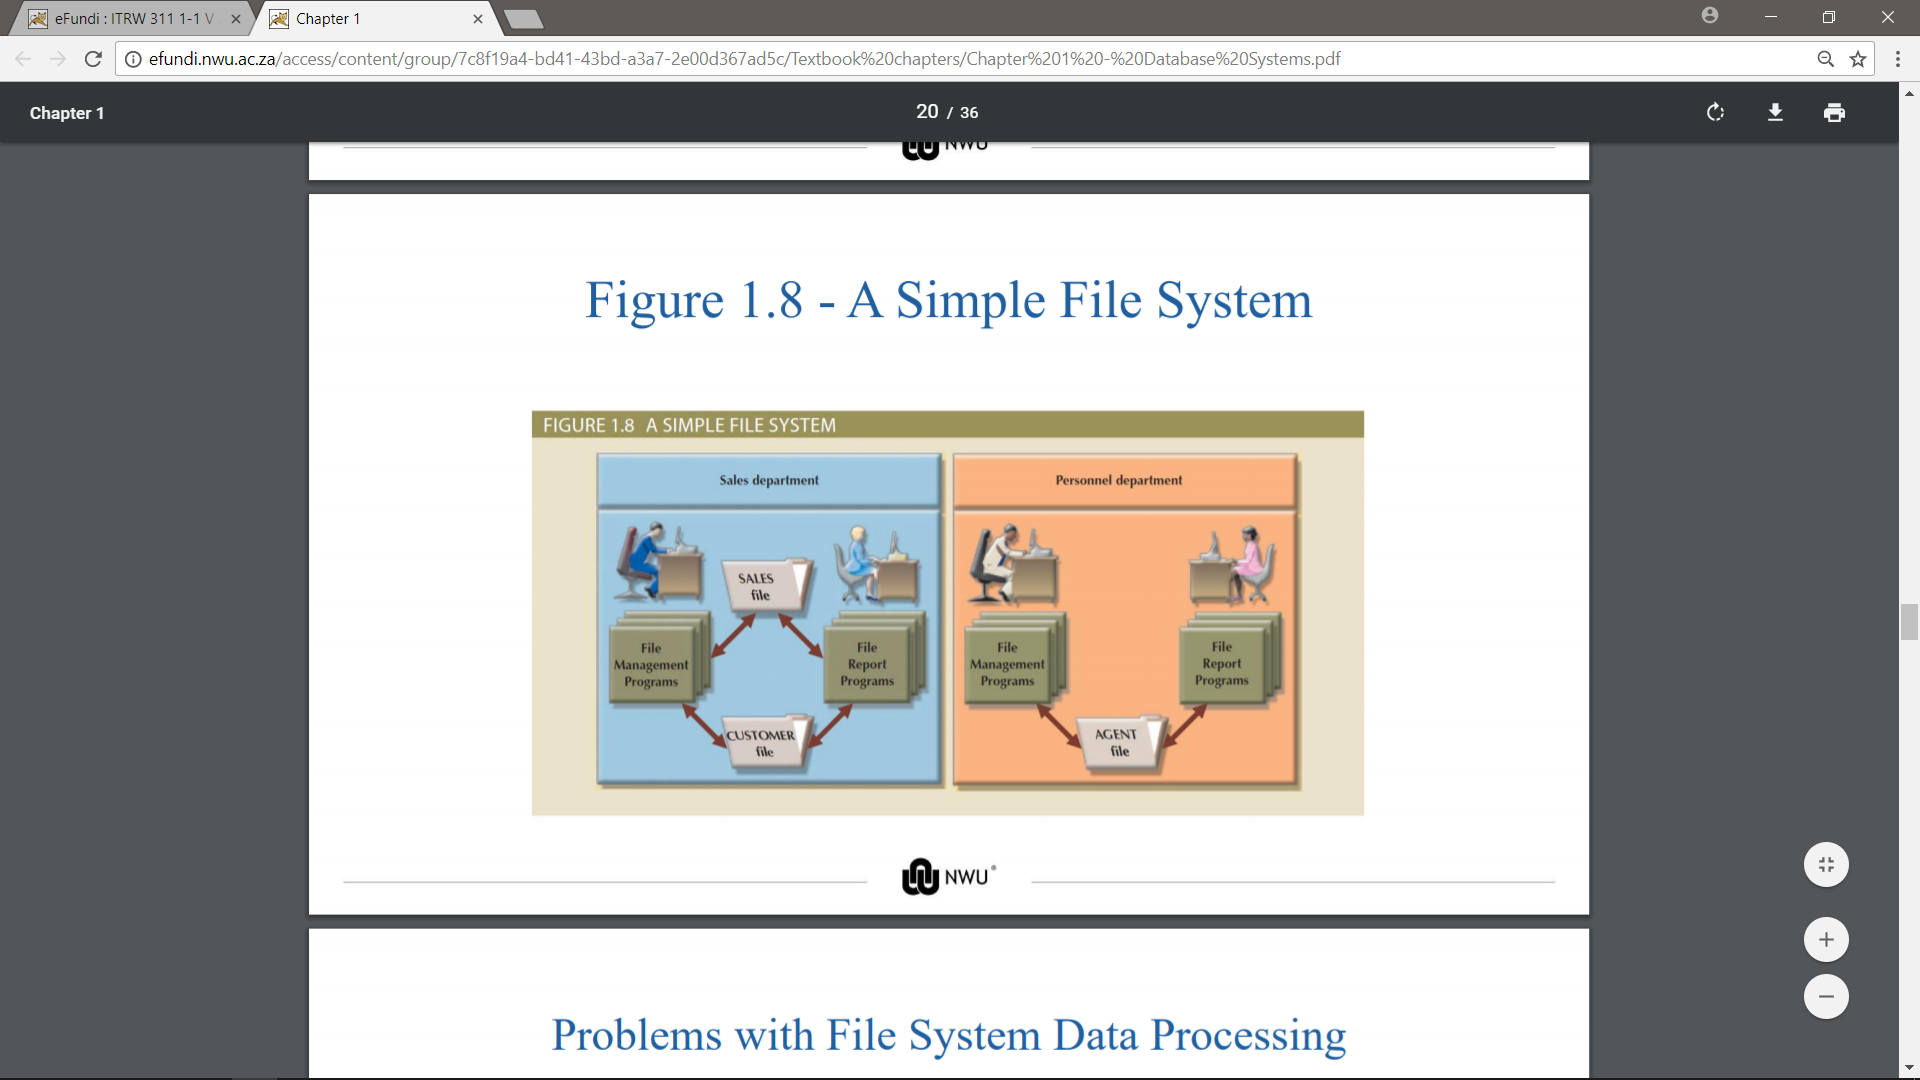 eFundi : ITRW 311 1-1 V
Chapter 1
efundi.nwu.ac.za/access/content/group/7c8f19a4-bd41-43bd-a3a7-2e00d367ad5c/Textbook%20chapters/Chapter%201%20-%20Database%20Systems.pdf
Chapter 1
20 / 36
NWU
Figure 1.8 - A Simple File System
FIGURE 1.8 A SIMPLE FILE SYSTEM
Sales department
Personnel department
SALES
file
File
Management
Programs
File
Report
Programs
CUSTOMER
file
File
Management
Programs
File
Report
Programs
AGENT
file
NWU®
Problems with File System Data Processing